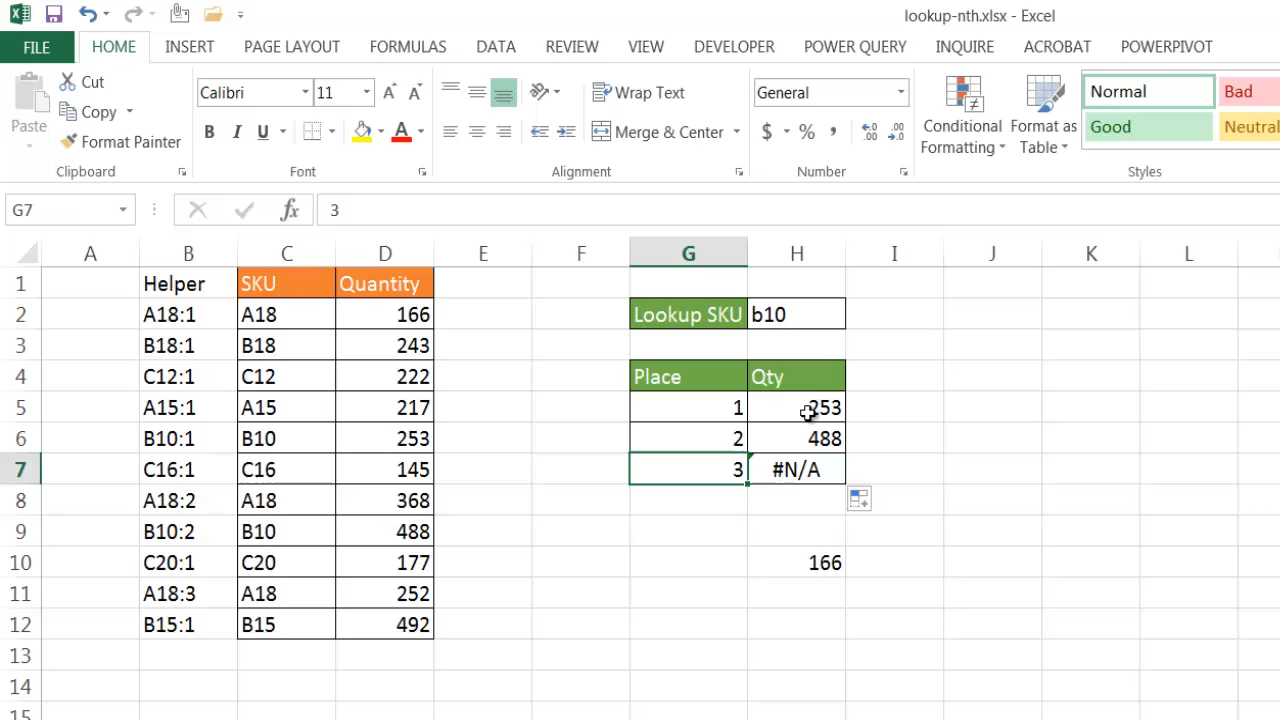 lookup-nth.xlsx - Excel
FILE HOME INSERT PAGE LAYOUT FORMULAS DATA REVIEW VIEW DEVELOPER POWER QUERY INQUIRE ACROBAT POWERPIVOT
Paste
Cut
Copy
Format Painter
Clipboard
Calibri 11
B I U
Font
Wrap Text
Merge & Center
Alignment
General
$ % ,
Number
Conditional Formatting
Format as Table
Normal Bad
Good Neutral
Styles
G7 fx 3
A B C D E F G H I J K L
1 Helper SKU Quantity
2 A18:1 A18 166 Lookup SKU b10
3 B18:1 B18 243
4 C12:1 C12 222 Place Qty
5 A15:1 A15 217 1 253
6 B10:1 B10 253 2 488
7 C16:1 C16 145 3 #N/A
8 A18:2 A18 368
9 B10:2 B10 488
10 C20:1 C20 177 166
11 A18:3 A18 252
12 B15:1 B15 492
13
14
15